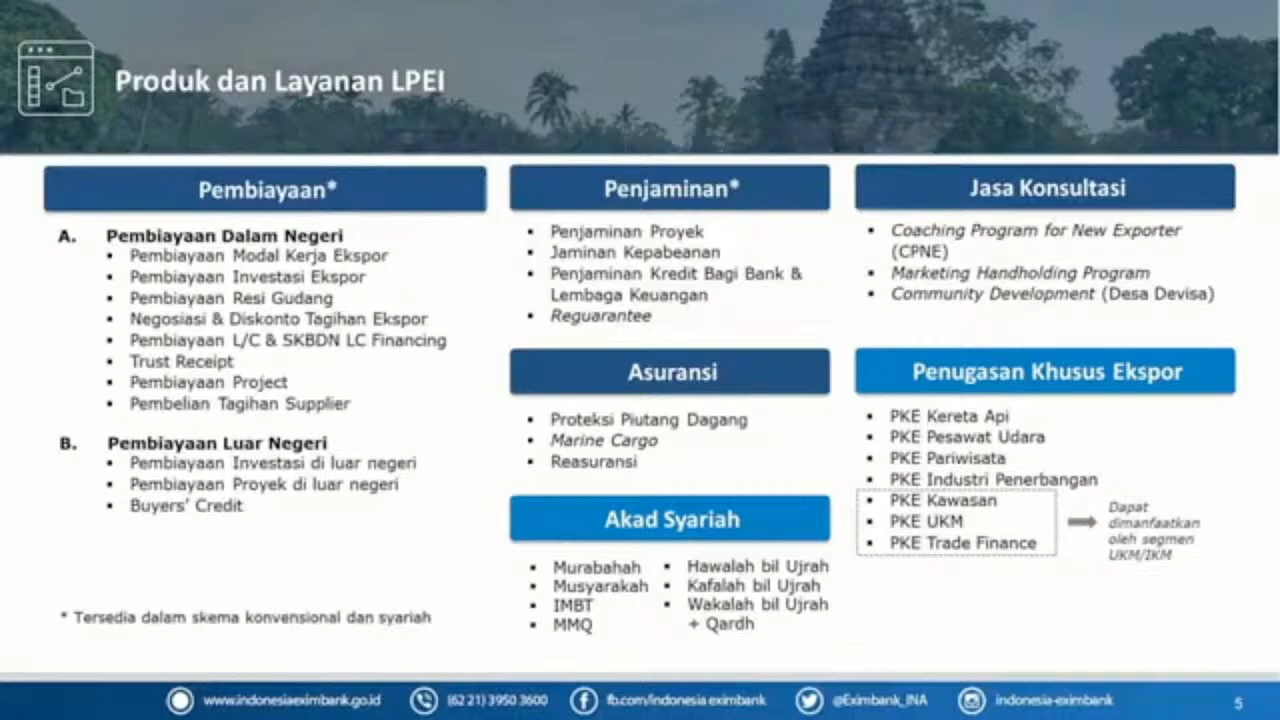 Produk dan Layanan LPEI
Pembiayaan*
A. Pembiayaan Dalam Negeri
▪ Pembiayaan Modal Kerja Ekspor
▪ Pembiayaan Investasi Ekspor
▪ Pembiayaan Resi Gudang
▪ Negosiasi & Diskonto Tagihan Ekspor
▪ Pembiayaan L/C & SKBDN LC Financing
▪ Trust Receipt
▪ Pembiayaan Project
▪ Pembelian Tagihan Supplier
B. Pembiayaan Luar Negeri
▪ Pembiayaan Investasi di luar negeri
▪ Pembiayaan Proyek di luar negeri
▪ Buyers' Credit
* Tersedia dalam skema konvensional dan syariah
Penjaminan*
▪ Penjaminan Proyek
▪ Jaminan Kepabeanan
▪ Penjaminan Kredit Bagi Bank &
Lembaga Keuangan
▪ Reguarantee
Asuransi
▪ Proteksi Piutang Dagang
▪ Marine Cargo
▪ Reasuransi
Akad Syariah
▪ Murabahah
▪ Musyarakah
▪ IMBT
▪ MMQ
▪ Hawalah bil Ujrah
▪ Kafalah bil Ujrah
▪ Wakalah bil Ujrah
+ Qardh
Jasa Konsultasi
▪ Coaching Program for New Exporter
(CPNE)
▪ Marketing Handholding Program
▪ Community Development (Desa Devisa)
Penugasan Khusus Ekspor
▪ PKE Kereta Api
▪ PKE Pesawat Udara
▪ PKE Pariwisata
▪ PKE Industri Penerbangan
▪ PKE Kawasan
▪ PKE UKM
▪ PKE Trade Finance
Dapat
dimanfaatkan
oleh segmen
UKM/IKM
www.indonesiaeximbank.go.id (62 21) 3950 3600 fb.com/indonesia eximbank @Eximbank_INA indonesia-eximbank 5